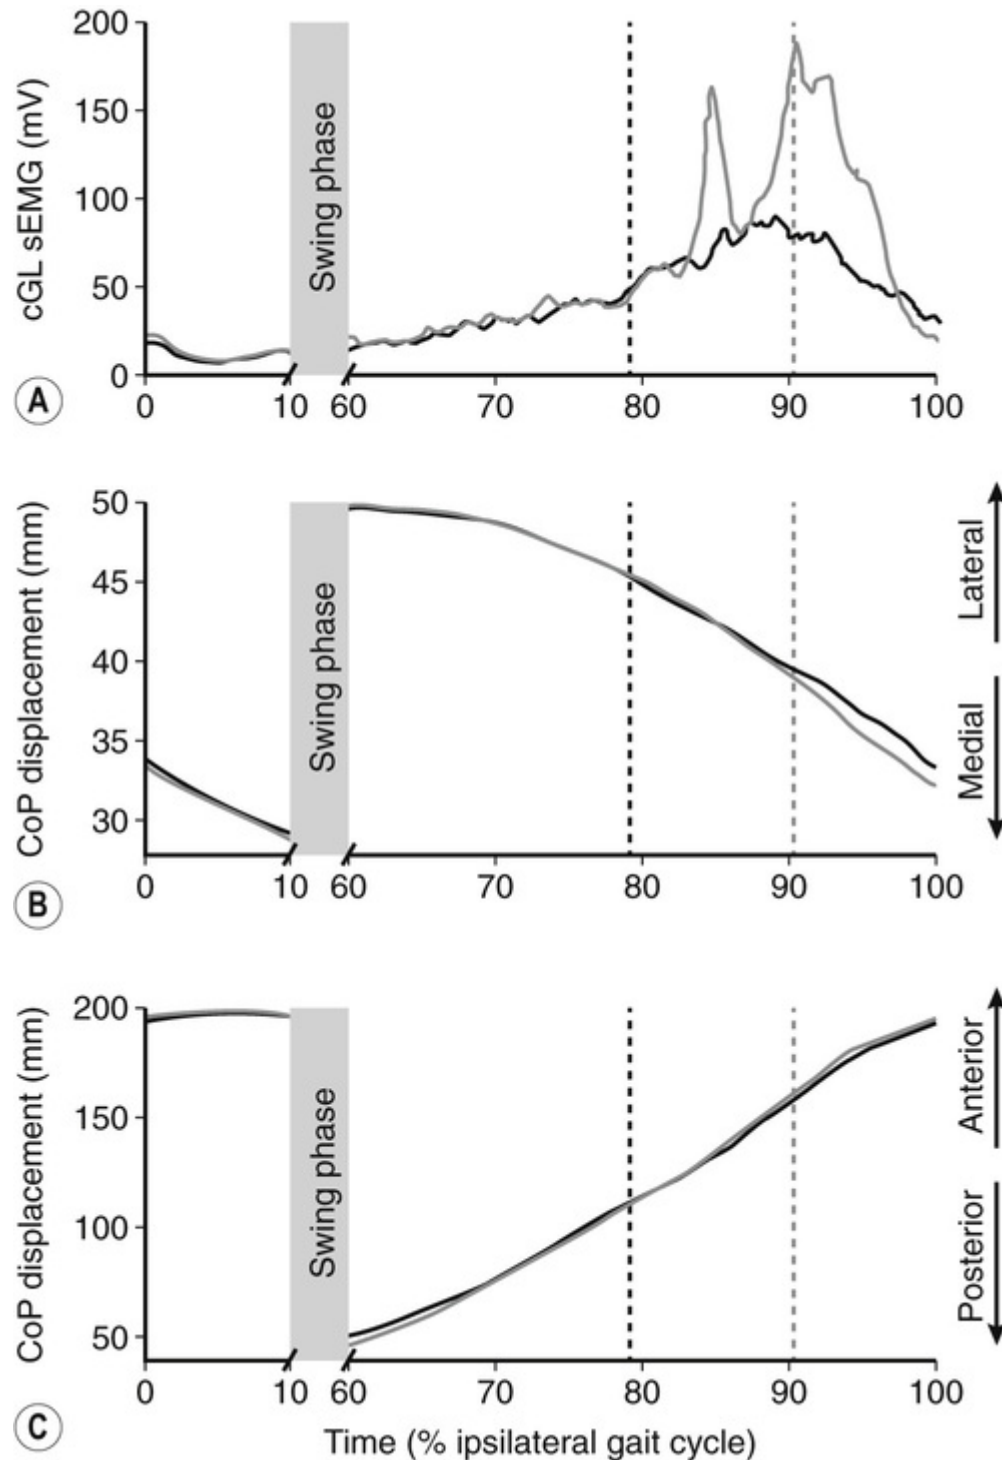 200
150
100
50
0
cGL sEMG (mV)
Swing phase
0 10 60 70 80 90 100
A
50
45
40
35
30
CoP displacement (mm)
Swing phase
Lateral
Medial
0 10 60 70 80 90 100
B
200
150
100
50
CoP displacement (mm)
Swing phase
Anterior
Posterior
0 10 60 70 80 90 100
C
Time (% ipsilateral gait cycle)